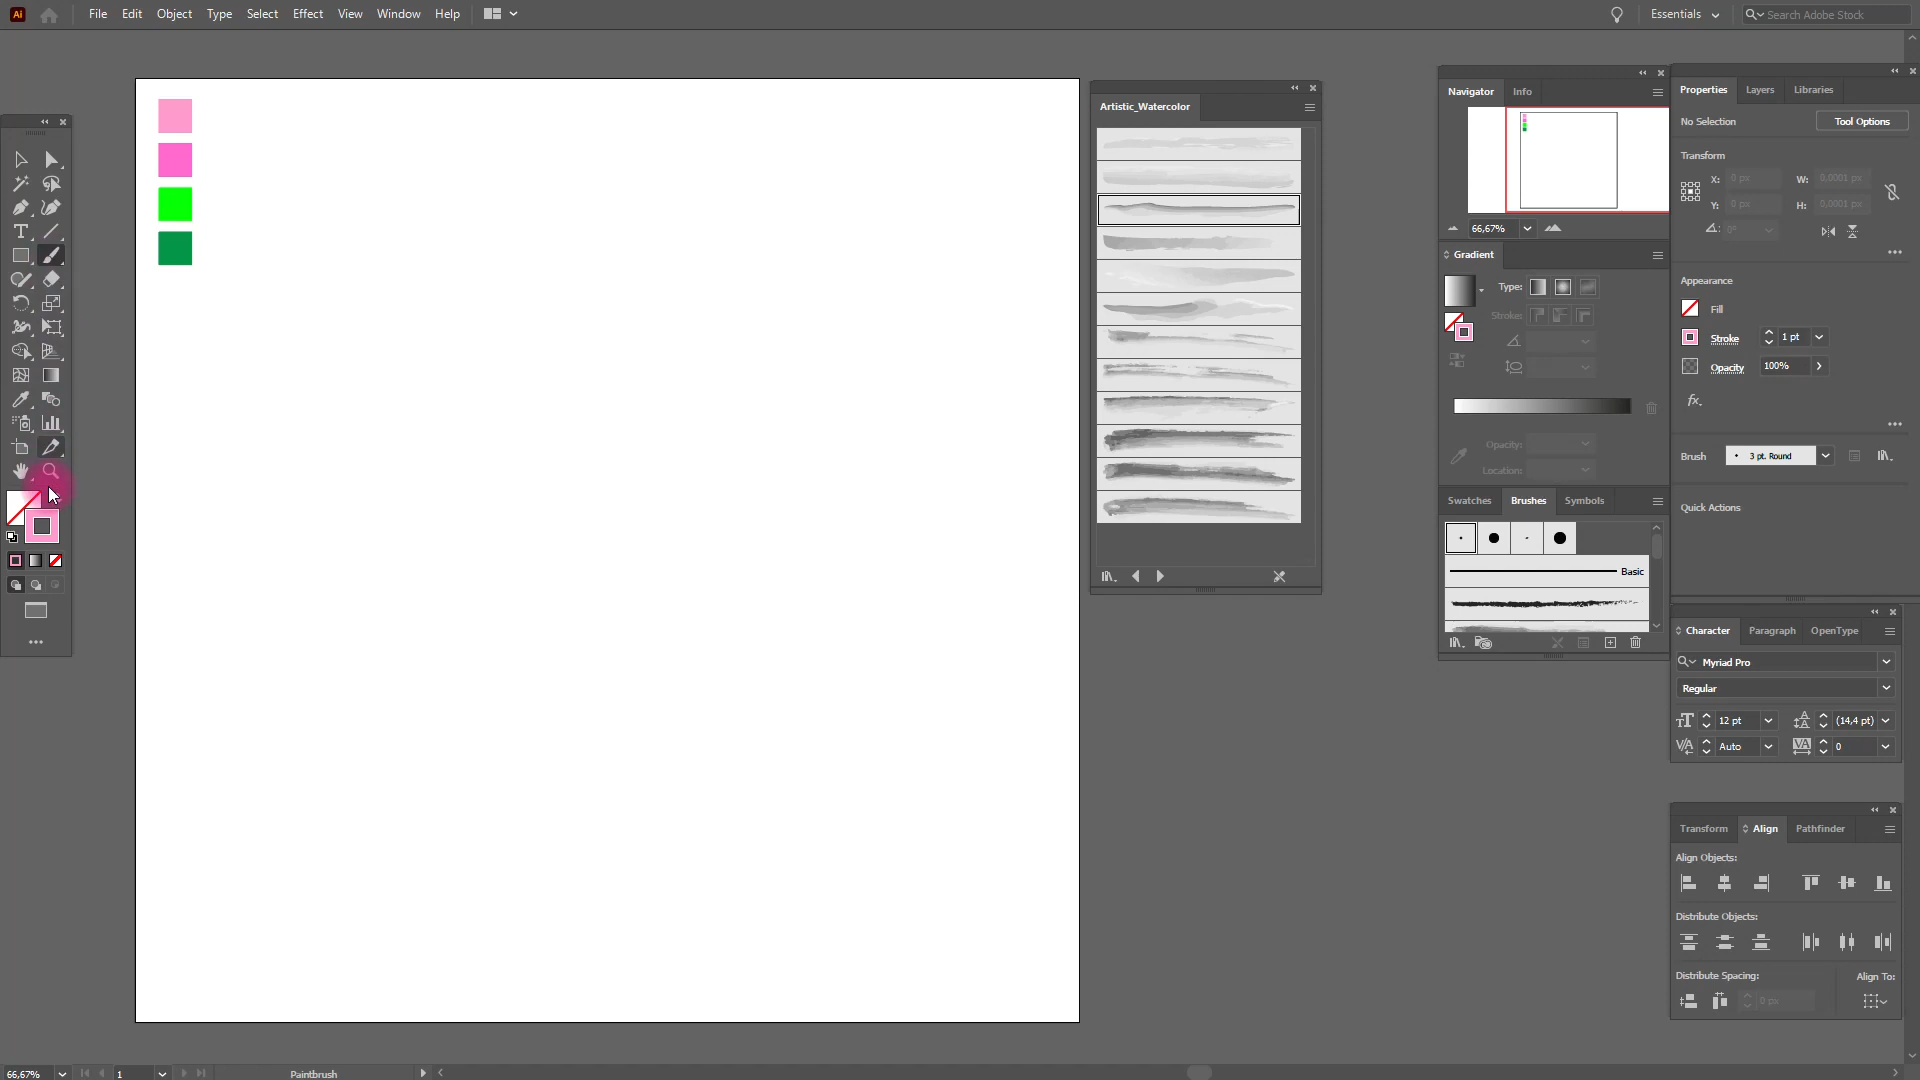 Ai File Edit Object Type Select Effect View Window Help Essentials Search Adobe Stock
Artistic_Watercolor
Navigator Info
66,67%
Gradient
Type:
Stroke:
Opacity:
Location:
Swatches Brushes Symbols
Basic
Properties Layers Libraries
No Selection Tool Options
Transform
X: 0 px W: 0,0001 px
Y: 0 px H: 0,0001 px
0°
Appearance
Fill
Stroke 1 pt
Opacity 100%
fx.
Brush 3 pt. Round
Quick Actions
Character Paragraph OpenType
Myriad Pro
Regular
12 pt (14,4 pt)
Auto 0
Transform Align Pathfinder
Align Objects:
Distribute Objects:
Distribute Spacing: Align To:
0 px
66,67% 1 Paintbrush